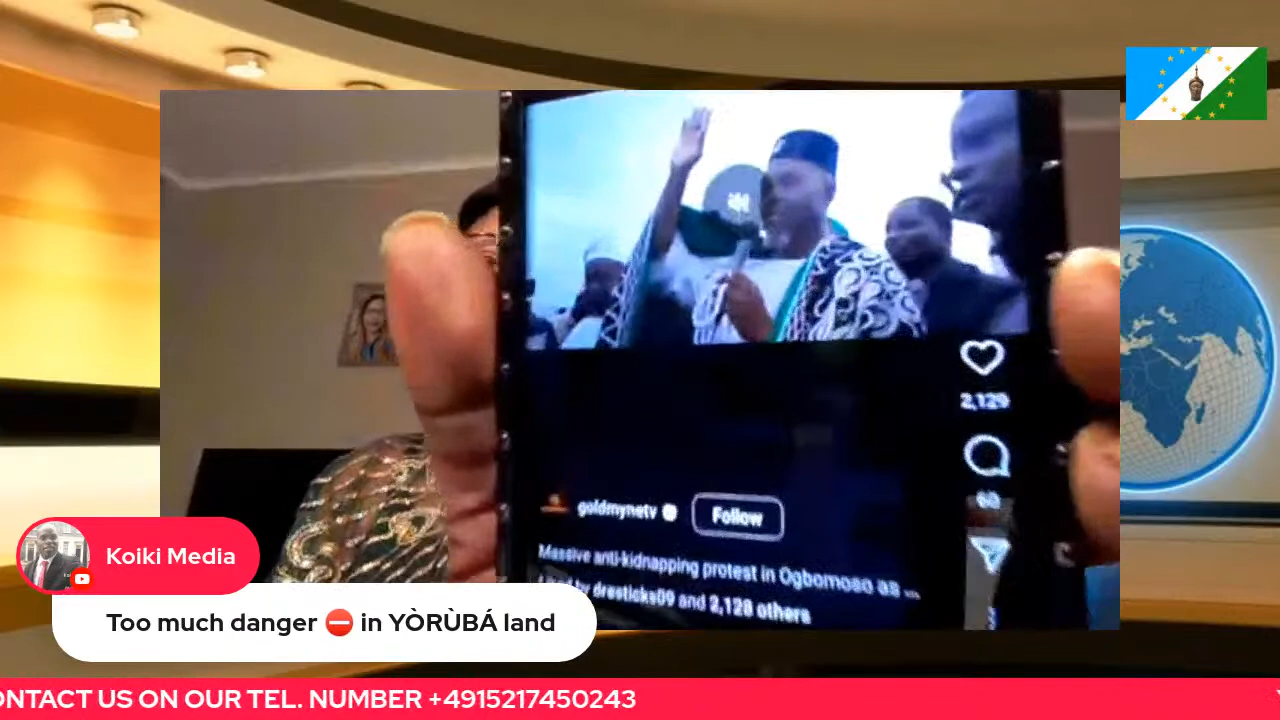 2,129
60
goldmynetv
Follow
Massive anti-kidnapping protest in Ogbomoso as ...
by dresticks09 and 2,128 others
Koiki Media
Too much danger ⛔ in YÒRÙBÁ land
ONTACT US ON OUR TEL. NUMBER +4915217450243